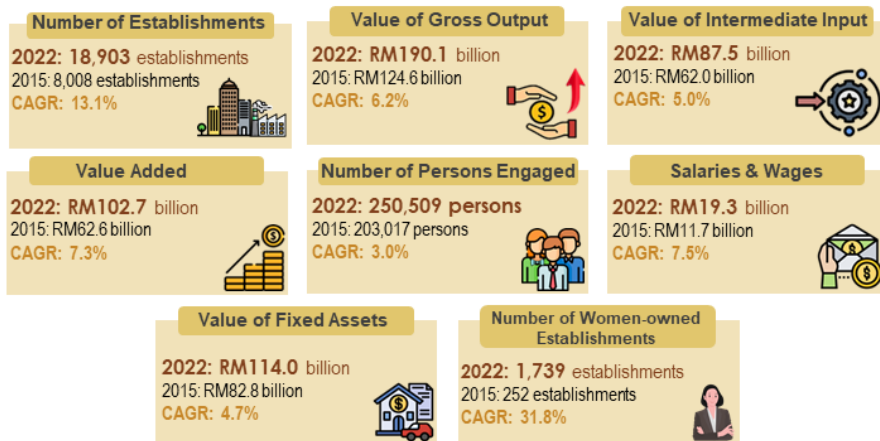 Number of Establishments
2022: 18,903 establishments
2015: 8,008 establishments
CAGR: 13.1%
Value of Gross Output
2022: RM190.1 billion
2015: RM124.6 billion
CAGR: 6.2%
Value of Intermediate Input
2022: RM87.5 billion
2015: RM62.0 billion
CAGR: 5.0%
Value Added
2022: RM102.7 billion
2015: RM62.6 billion
CAGR: 7.3%
Number of Persons Engaged
2022: 250,509 persons
2015: 203,017 persons
CAGR: 3.0%
Salaries & Wages
2022: RM19.3 billion
2015: RM11.7 billion
CAGR: 7.5%
Value of Fixed Assets
2022: RM114.0 billion
2015: RM82.8 billion
CAGR: 4.7%
Number of Women-owned
Establishments
2022: 1,739 establishments
2015: 252 establishments
CAGR: 31.8%